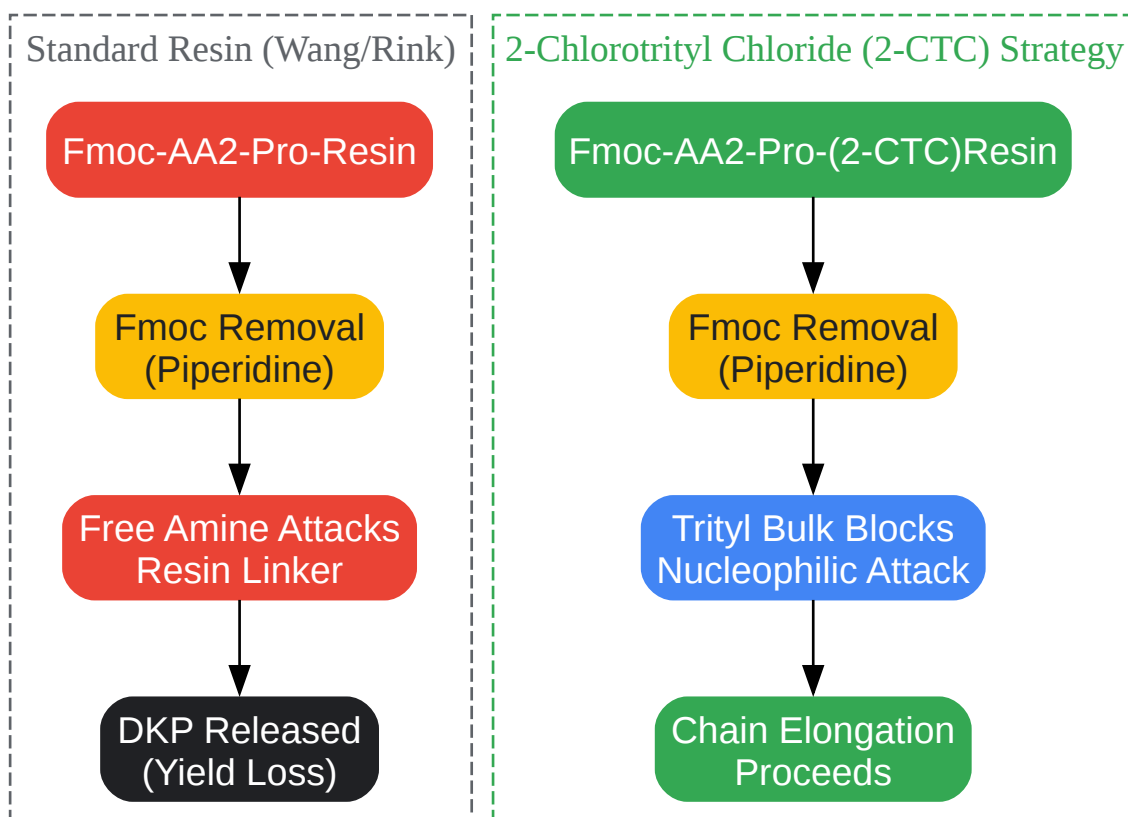 Standard Resin (Wang/Rink)
Fmoc-AA2-Pro-Resin
Fmoc Removal
(Piperidine)
Free Amine Attacks
Resin Linker
DKP Released
(Yield Loss)
2-Chlorotrityl Chloride (2-CTC) Strategy
Fmoc-AA2-Pro-(2-CTC)Resin
Fmoc Removal
(Piperidine)
Trityl Bulk Blocks
Nucleophilic Attack
Chain Elongation
Proceeds